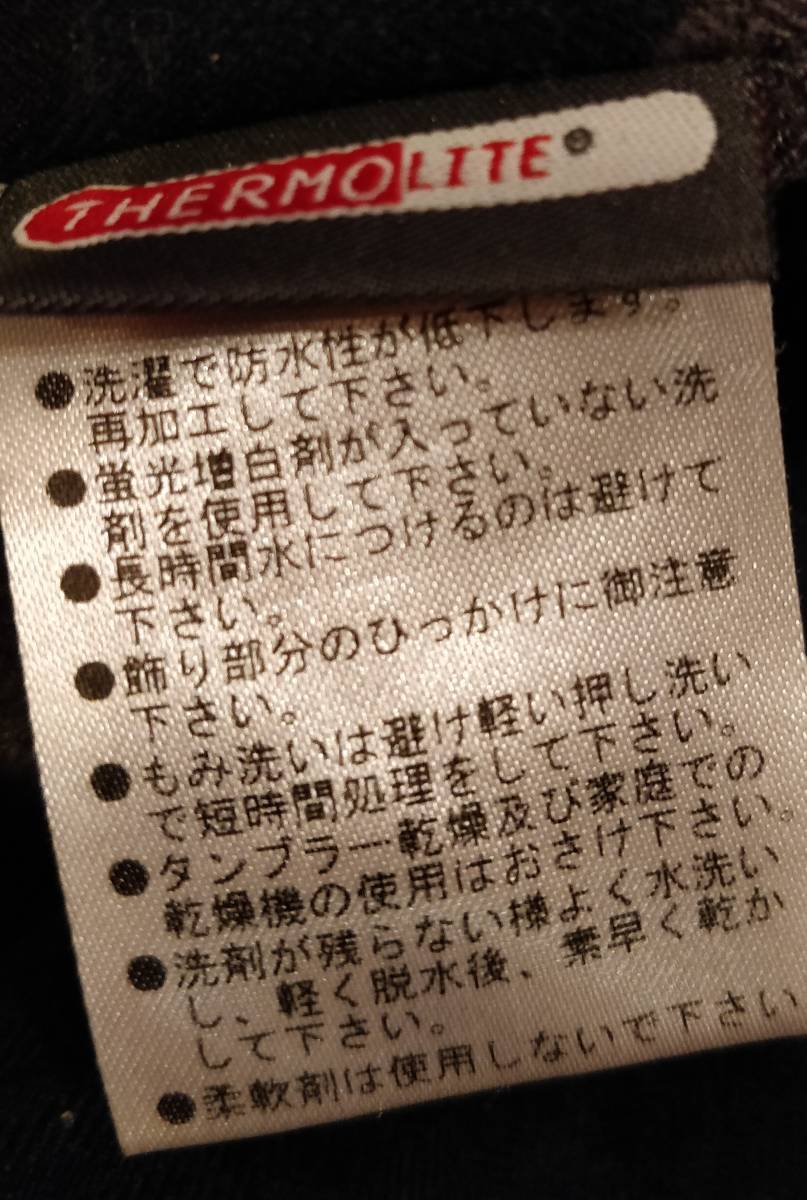 THERMOLITE®
●洗濯で防水性が低下します。
再加工して下さい。
●蛍光増白剤が入っていない洗
剤を使用して下さい。
●長時間水につけるのは避けて
下さい。
●飾り部分のひっかけに御注意
下さい。
●もみ洗いは避け軽い押し洗い
で短時間処理をして下さい。
●タンブラー乾燥及び家庭での
乾燥機の使用はおさけ下さい。
●洗剤が残らない様よく水洗い
し、軽く脱水後、素早く乾か
して下さい。
●柔軟剤は使用しないで下さい